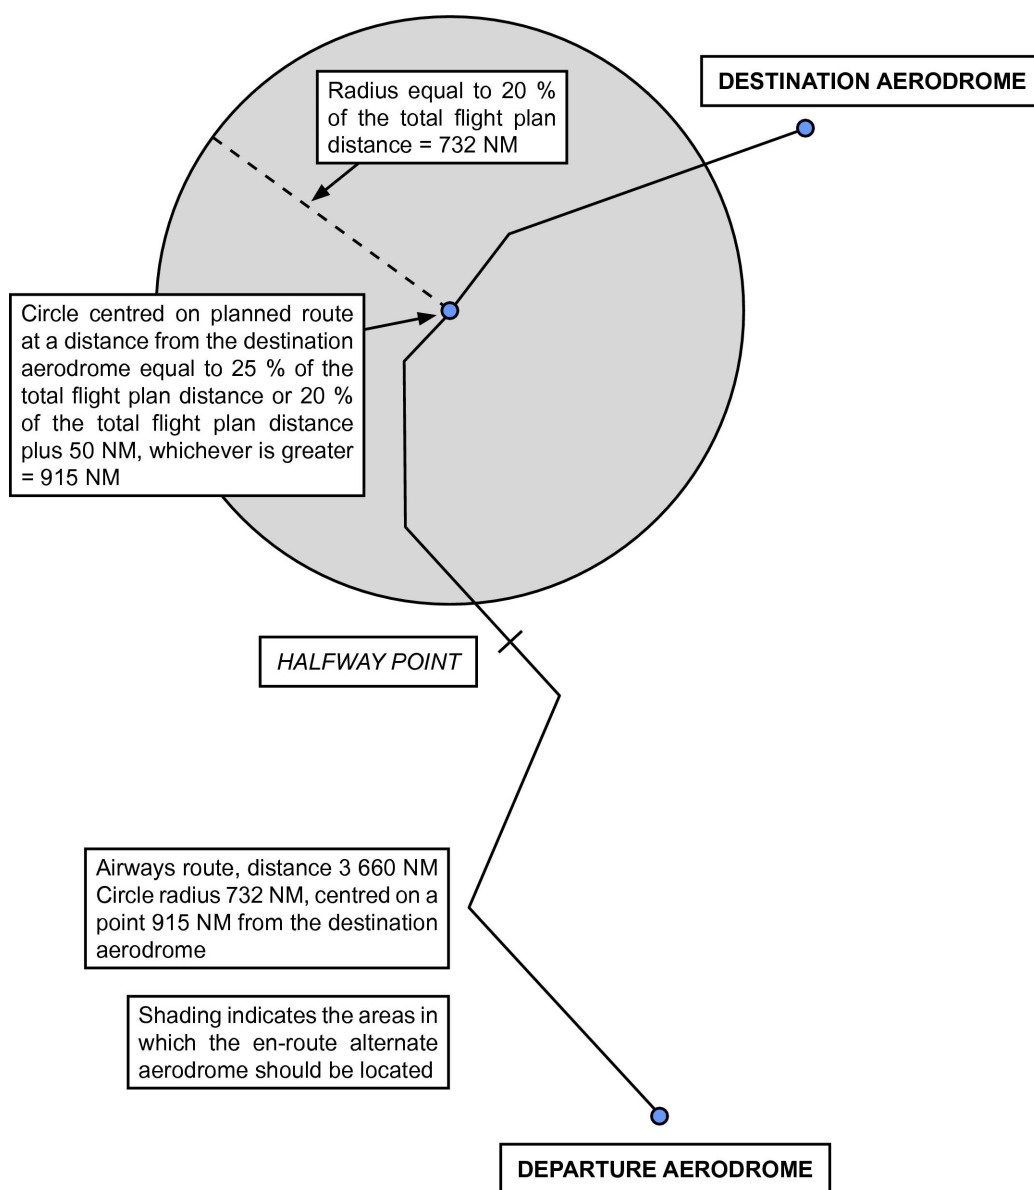 Radius equal to 20 %
of the total flight plan
distance = 732 NM
DESTINATION AERODROME
Circle centred on planned route
at a distance from the destination
aerodrome equal to 25 % of the
total flight plan distance or 20 %
of the total flight plan distance
plus 50 NM, whichever is greater
= 915 NM
HALFWAY POINT
Airways route, distance 3 660 NM
Circle radius 732 NM, centred on a
point 915 NM from the destination
aerodrome
Shading indicates the areas in
which the en-route alternate
aerodrome should be located
DEPARTURE AERODROME